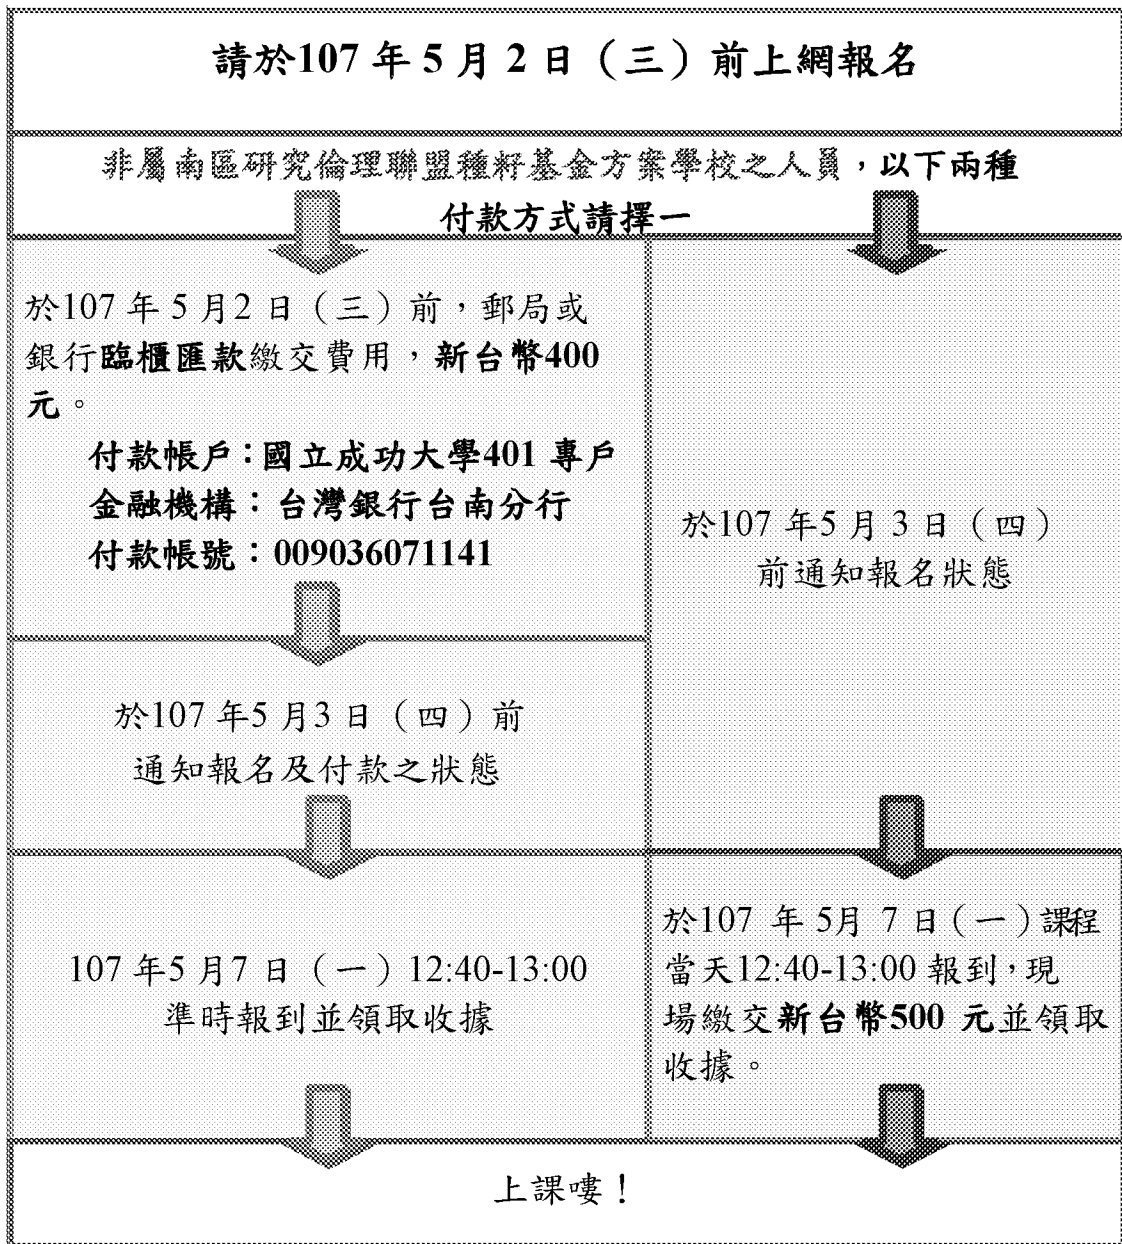 請於107 年 5 月 2 日（三）前上網報名
非屬南區研究倫理聯盟種籽基金方案學校之人員，以下兩種
付款方式請擇一
於107 年 5 月2 日（三）前，郵局或
銀行臨櫃匯款繳交費用，新台幣400
元。
付款帳戶：國立成功大學401 專戶
金融機構：台灣銀行台南分行
付款帳號：009036071141
於107 年5 月3 日（四）前
通知報名及付款之狀態
107 年5 月7 日（一）12:40-13:00
準時報到並領取收據
於107 年5 月 3 日（四）
前通知報名狀態
於107 年 5月 7 日（一）課程
當天12:40-13:00 報到，現
場繳交新台幣500 元並領取
收據。
上課嘍！